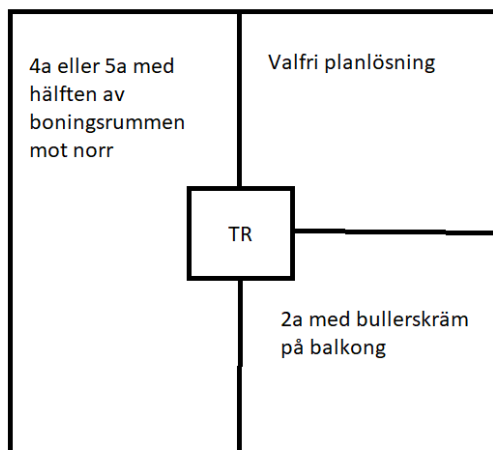 4a eller 5a med
hälften av
boningsrummen
mot norr
Valfri planlösning
TR
2a med bullerskräm
på balkong